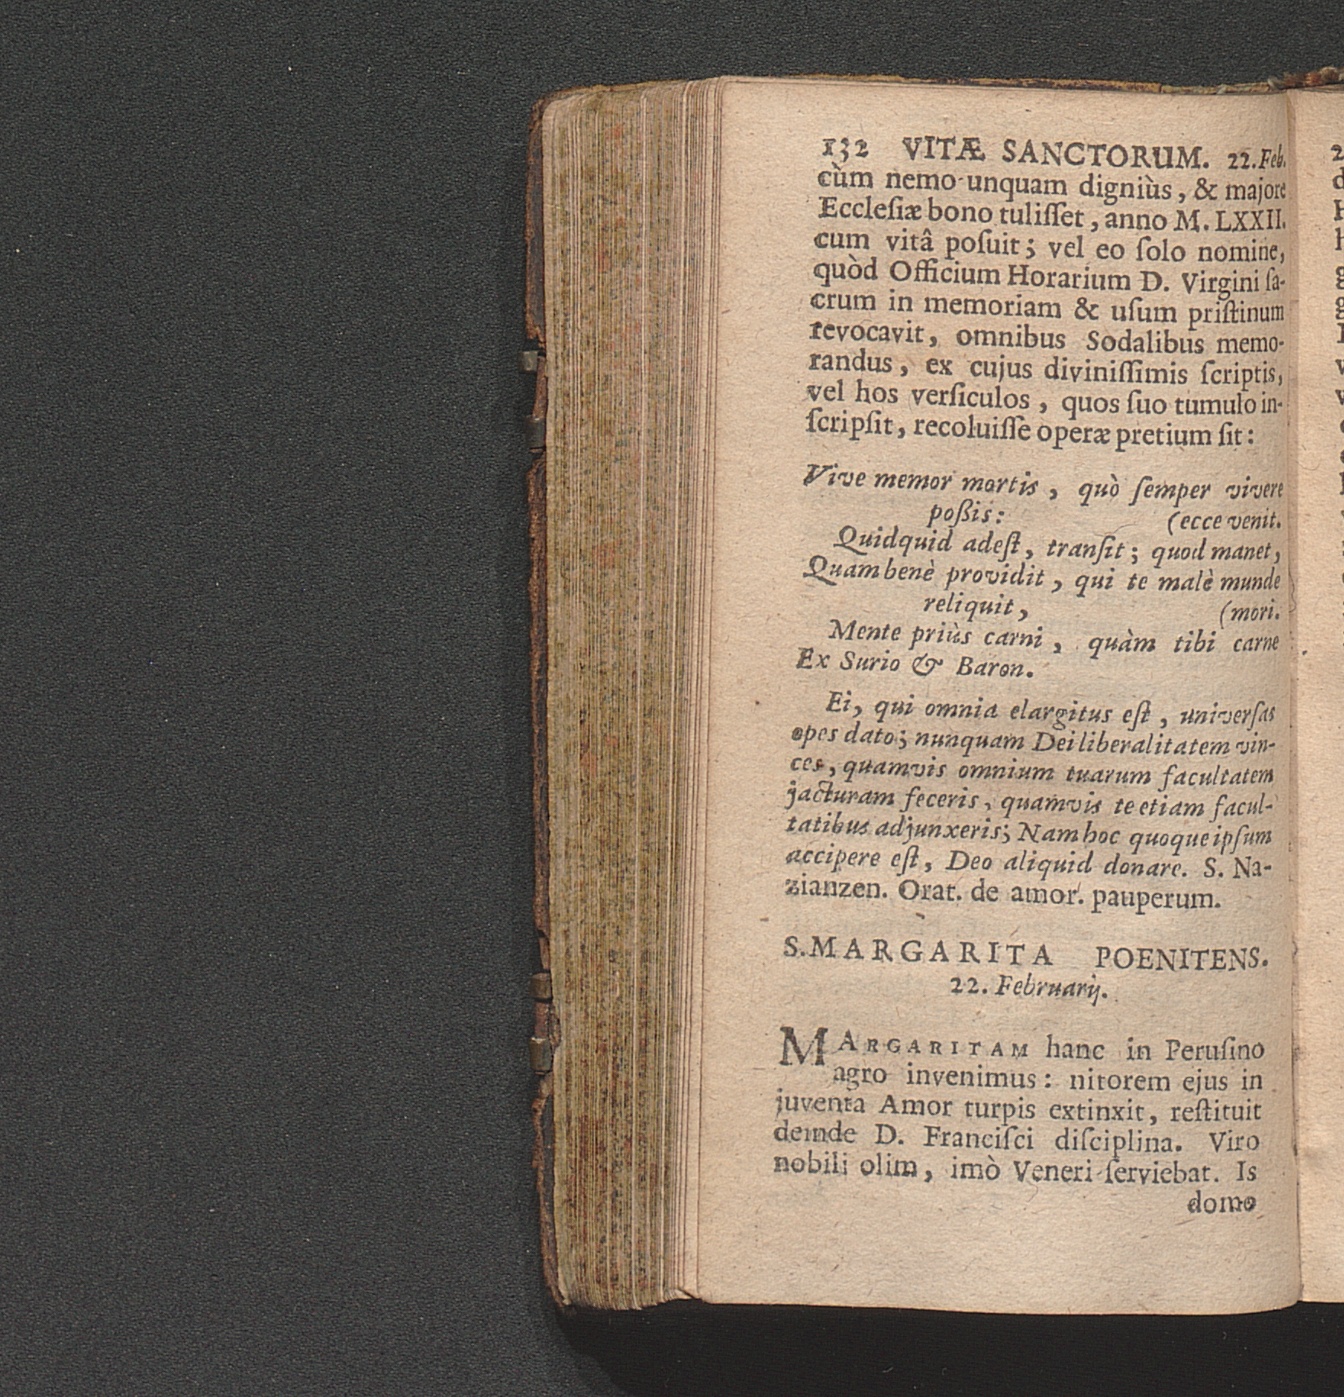 132 VITÆ SANCTORUM. 22. Feb.
cùm nemo unquam digniùs, & majore
Ecclesiæ bono tulisset, anno M. LXXII.
cum vitâ posuit; vel eo solo nomine,
quòd Officium Horarium D. Virgini sa-
crum in memoriam & usum pristinum
revocavit, omnibus Sodalibus memo-
randus, ex cujus divinissimis scriptis,
vel hos versiculos, quos suo tumulo in-
scripsit, recoluisse operæ pretium sit:
Vive memor mortis, quò semper vivere
poßis: (ecce venit.
Quidquid adest, transit; quod manet,
Quam benè providit, qui te malè munde
reliquit, (mori.
Mente priùs carni, quàm tibi carne
Ex Surio & Baron.
Ei, qui omnia elargitus est, universas
opes dato; nunquam Dei liberalitatem vin-
ces, quamvis omnium tuarum facultatem
jacturam feceris, quamvis te etiam facul-
tatibus adjunxeris; Nam hoc quoque ipsum
accipere est, Deo aliquid donare. S. Na-
zianzen. Orat. de amor. pauperum.
S. MARGARITA POENITENS.
22. Februarij.
MARGARITAM hanc in Perusino
agro invenimus: nitorem ejus in
juventa Amor turpis extinxit, restituit
deinde D. Francisci disciplina. Viro
nobili olim, imò Veneri serviebat. Is
domo